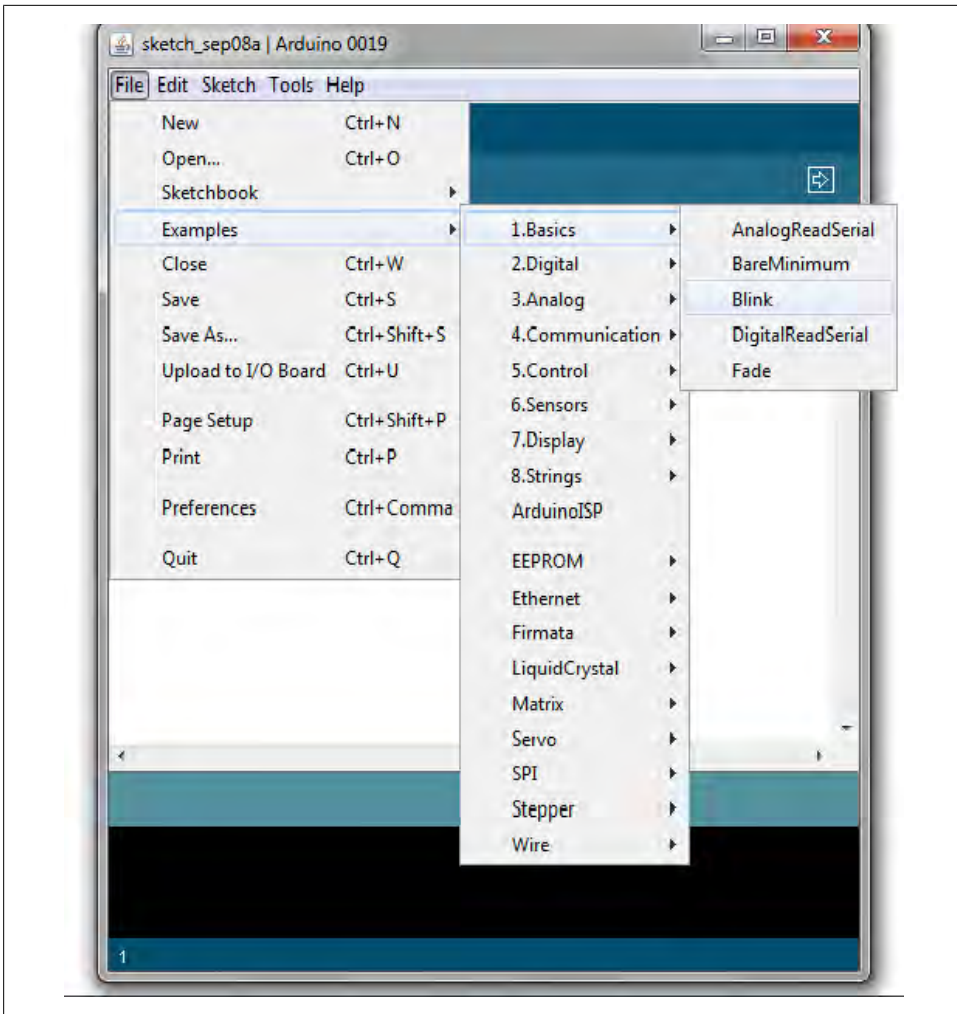 sketch_sep08a | Arduino 0019
File Edit Sketch Tools Help
New Ctrl+N
Open... Ctrl+O
Sketchbook
Examples
Close Ctrl+W
Save Ctrl+S
Save As... Ctrl+Shift+S
Upload to I/O Board Ctrl+U
Page Setup Ctrl+Shift+P
Print Ctrl+P
Preferences Ctrl+Comma
Quit Ctrl+Q
1.Basics
2.Digital
3.Analog
4.Communication
5.Control
6.Sensors
7.Display
8.Strings
ArduinoISP
EEPROM
Ethernet
Firmata
LiquidCrystal
Matrix
Servo
SPI
Stepper
Wire
AnalogReadSerial
BareMinimum
Blink
DigitalReadSerial
Fade
1